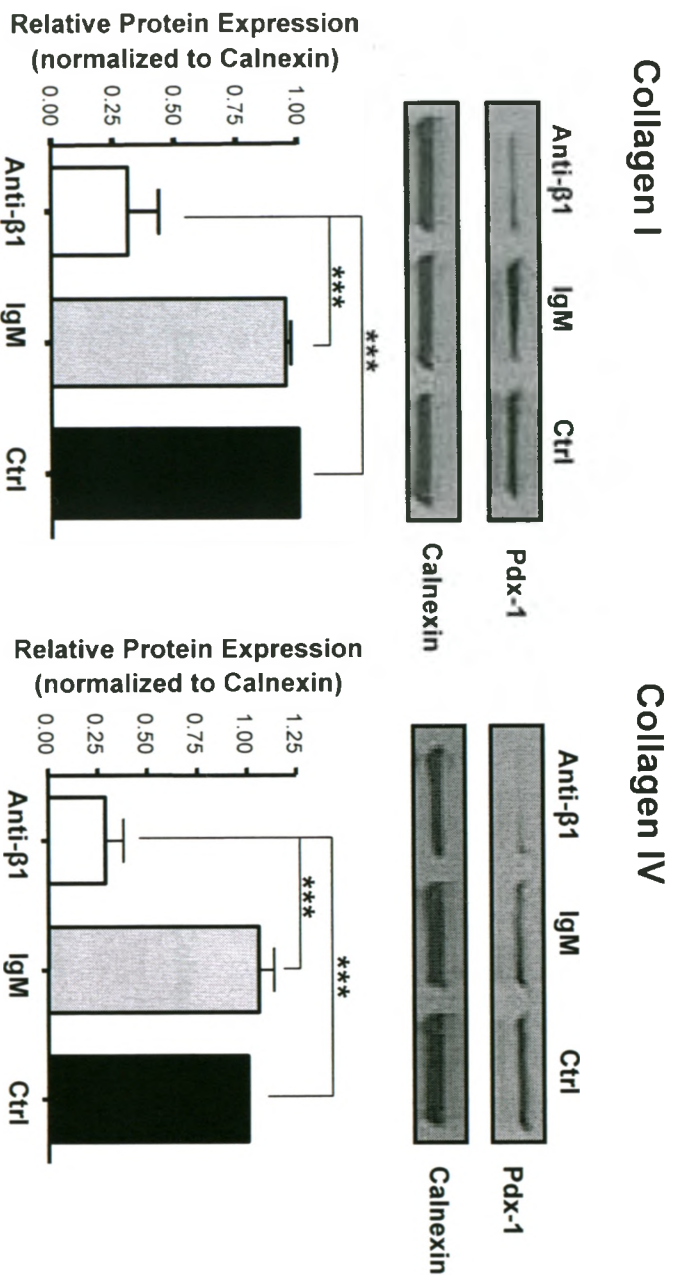 Collagen I
Anti-β1 IgM Ctrl
Pdx-1
Calnexin
Relative Protein Expression
(normalized to Calnexin)
1.00
0.75
0.50
0.25
0.00
***
***
Anti-β1 IgM Ctrl
Collagen IV
Anti-β1 IgM Ctrl
Pdx-1
Calnexin
Relative Protein Expression
(normalized to Calnexin)
1.25
1.00
0.75
0.50
0.25
0.00
***
***
Anti-β1 IgM Ctrl